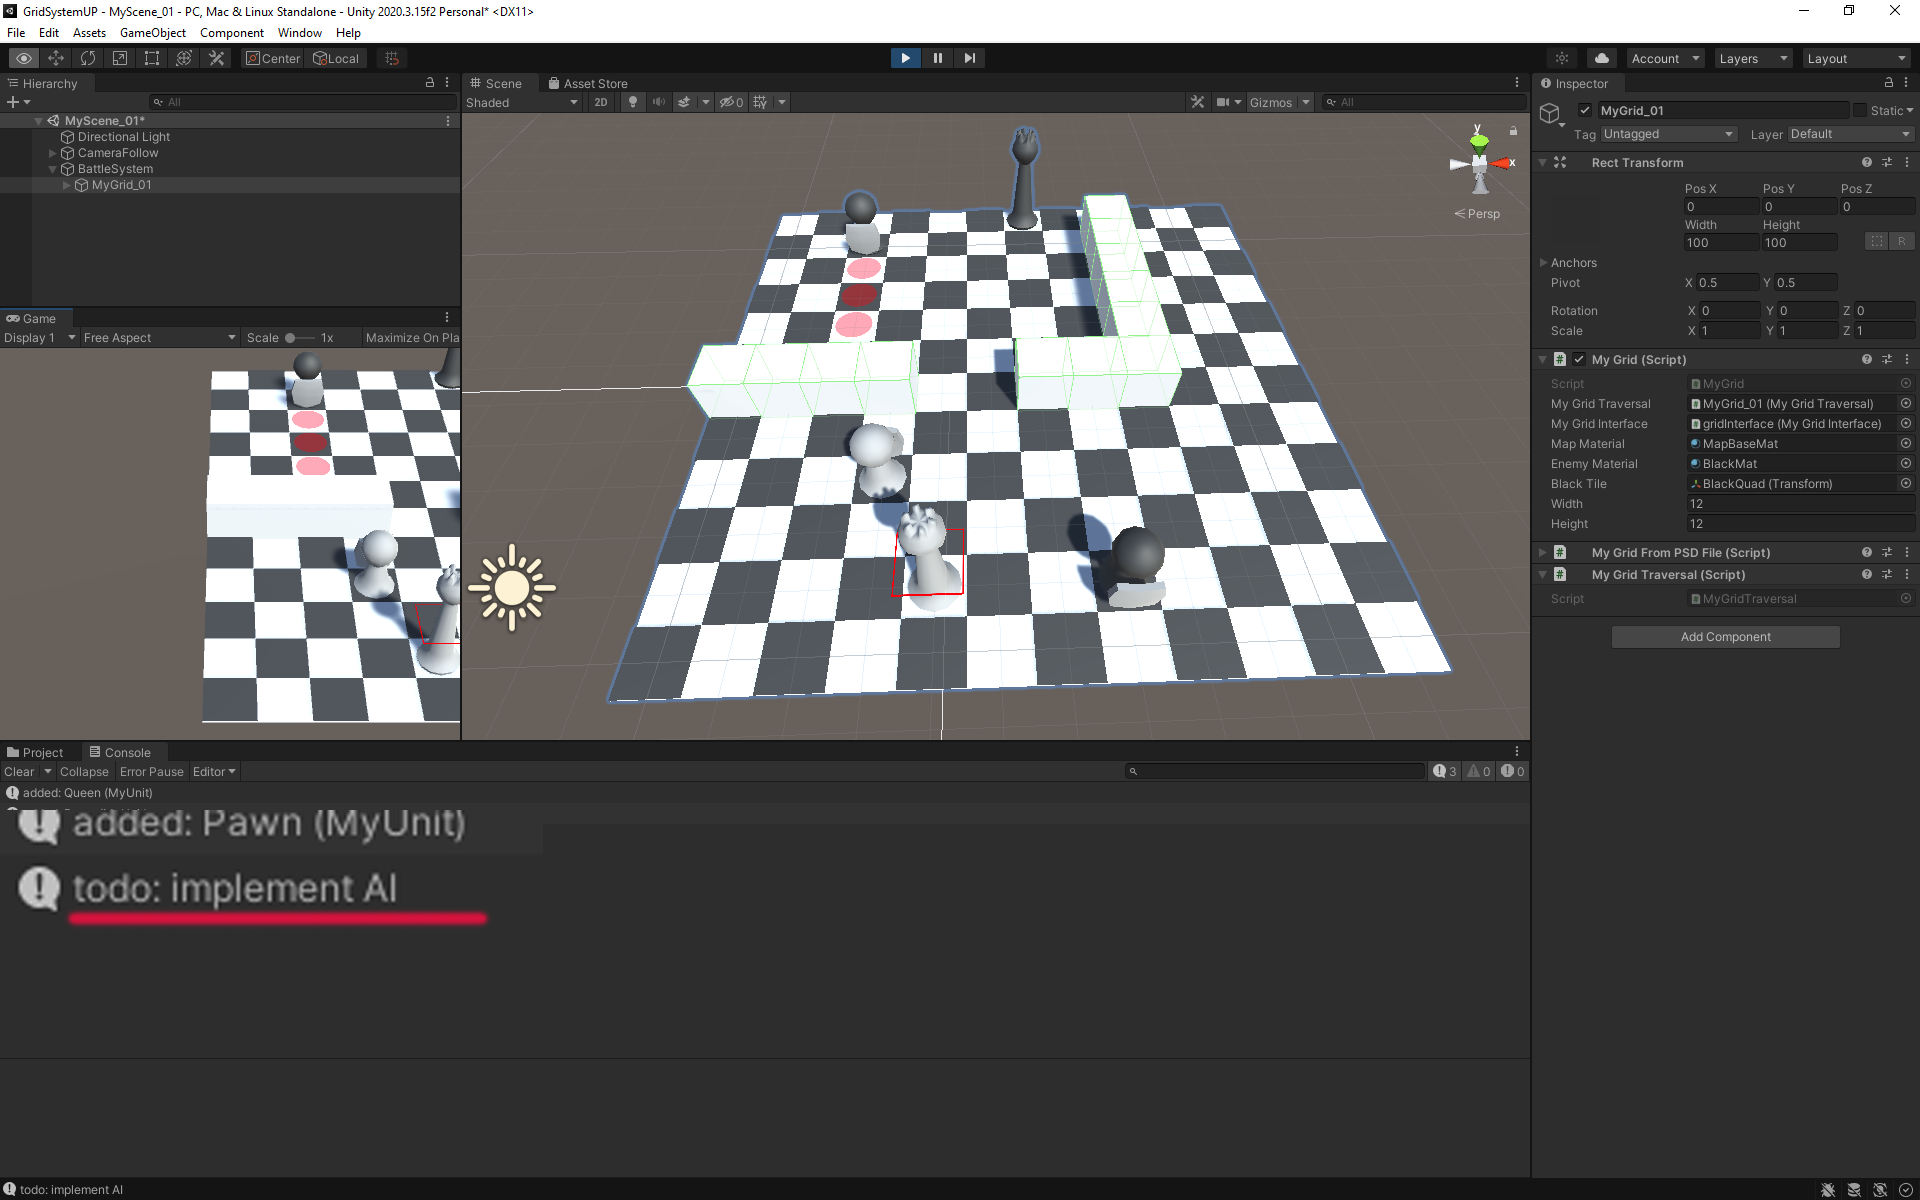 GridSystemUP - MyScene_01 - PC, Mac & Linux Standalone - Unity 2020.3.15f2 Personal* <DX11>
File Edit Assets GameObject Component Window Help
Center Local
Account Layers Layout
Hierarchy
All
MyScene_01*
Directional Light
CameraFollow
BattleSystem
MyGrid_01
Game
Display 1 Free Aspect Scale 1x Maximize On Pla
Scene Asset Store
Shaded 2D 0 Gizmos All
y
x
Persp
Inspector
MyGrid_01 Static
Tag Untagged Layer Default
Rect Transform
Pos X Pos Y Pos Z
0 0 0
Width Height
100 100 R
Anchors
Pivot X 0.5 Y 0.5
Rotation X 0 Y 0 Z 0
Scale X 1 Y 1 Z 1
# My Grid (Script)
Script MyGrid
My Grid Traversal MyGrid_01 (My Grid Traversal)
My Grid Interface gridInterface (My Grid Interface)
Map Material MapBaseMat
Enemy Material BlackMat
Black Tile BlackQuad (Transform)
Width 12
Height 12
# My Grid From PSD File (Script)
# My Grid Traversal (Script)
Script MyGridTraversal
Add Component
Project Console
Clear Collapse Error Pause Editor
3 0 0
added: Queen (MyUnit)
added: Pawn (MyUnit)
todo: implement AI
todo: implement AI